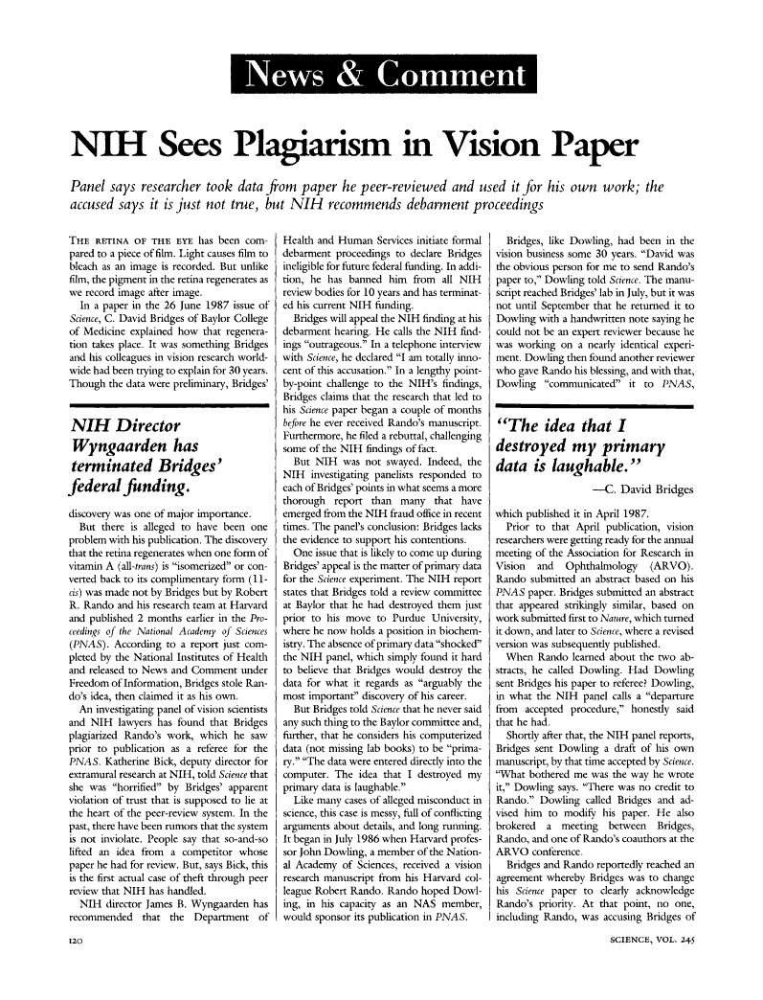 News & Comment
NIH Sees Plagiarism in Vision Paper
Panel says researcher took data from paper he peer-reviewed and used it for his own work; the
accused says it is just not true, but NIH recommends debarment proceedings
THE RETINA OF THE EYE has been com-
pared to a piece of film. Light causes film to
bleach as an image is recorded. But unlike
film, the pigment in the retina regenerates as
we record image after image.
In a paper in the 26 June 1987 issue of
Science, C. David Bridges of Baylor College
of Medicine explained how that regenera-
tion takes place. It was something Bridges
and his colleagues in vision research world-
wide had been trying to explain for 30 years.
Though the data were preliminary, Bridges'
NIH Director
Wyngaarden has
terminated Bridges'
federal funding.
discovery was one of major importance.
But there is alleged to have been one
problem with his publication. The discovery
that the retina regenerates when one form of
vitamin A (all-trans) is "isomerized" or con-
verted back to its complimentary form (11-
cis) was made not by Bridges but by Robert
R. Rando and his research team at Harvard
and published 2 months earlier in the Pro-
ceedings of the National Academy of Sciences
(PNAS). According to a report just com-
pleted by the National Institutes of Health
and released to News and Comment under
Freedom of Information, Bridges stole Ran-
do's idea, then claimed it as his own.
An investigating panel of vision scientists
and NIH lawyers has found that Bridges
plagiarized Rando's work, which he saw
prior to publication as a referee for the
PNAS. Katherine Bick, deputy director for
extramural research at NIH, told Science that
she was "horrified" by Bridges' apparent
violation of trust that is supposed to lie at
the heart of the peer-review system. In the
past, there have been rumors that the system
is not inviolate. People say that so-and-so
lifted an idea from a competitor whose
paper he had for review. But, says Bick, this
is the first actual case of theft through peer
review that NIH has handled.
NIH director James B. Wyngaarden has
recommended that the Department of
Health and Human Services initiate formal
debarment proceedings to declare Bridges
ineligible for future federal funding. In addi-
tion, he has banned him from all NIH
review bodies for 10 years and has terminat-
ed his current NIH funding.
Bridges will appeal the NIH finding at his
debarment hearing. He calls the NIH find-
ings "outrageous." In a telephone interview
with Science, he declared "I am totally inno-
cent of this accusation." In a lengthy point-
by-point challenge to the NIH's findings,
Bridges claims that the research that led to
his Science paper began a couple of months
before he ever received Rando's manuscript.
Furthermore, he filed a rebuttal, challenging
some of the NIH findings of fact.
But NIH was not swayed. Indeed, the
NIH investigating panelists responded to
each of Bridges' points in what seems a more
thorough report than many that have
emerged from the NIH fraud office in recent
times. The panel's conclusion: Bridges lacks
the evidence to support his contentions.
One issue that is likely to come up during
Bridges' appeal is the matter of primary data
for the Science experiment. The NIH report
states that Bridges told a review committee
at Baylor that he had destroyed them just
prior to his move to Purdue University,
where he now holds a position in biochem-
istry. The absence of primary data "shocked"
the NIH panel, which simply found it hard
to believe that Bridges would destroy the
data for what it regards as "arguably the
most important" discovery of his career.
But Bridges told Science that he never said
any such thing to the Baylor committee and,
further, that he considers his computerized
data (not missing lab books) to be "prima-
ry." "The data were entered directly into the
computer. The idea that I destroyed my
primary data is laughable."
Like many cases of alleged misconduct in
science, this case is messy, full of conflicting
arguments about details, and long running.
It began in July 1986 when Harvard profes-
sor John Dowling, a member of the Nation-
al Academy of Sciences, received a vision
research manuscript from his Harvard col-
league Robert Rando. Rando hoped Dowl-
ing, in his capacity as an NAS member,
would sponsor its publication in PNAS.
Bridges, like Dowling, had been in the
vision business some 30 years. "David was
the obvious person for me to send Rando's
paper to," Dowling told Science. The manu-
script reached Bridges' lab in July, but it was
not until September that he returned it to
Dowling with a handwritten note saying he
could not be an expert reviewer because he
was working on a nearly identical experi-
ment. Dowling then found another reviewer
who gave Rando his blessing, and with that,
Dowling "communicated" it to PNAS,
"The idea that I
destroyed my primary
data is laughable."
—C. David Bridges
which published it in April 1987.
Prior to that April publication, vision
researchers were getting ready for the annual
meeting of the Association for Research in
Vision and Ophthalmology (ARVO).
Rando submitted an abstract based on his
PNAS paper. Bridges submitted an abstract
that appeared strikingly similar, based on
work submitted first to Nature, which turned
it down, and later to Science, where a revised
version was subsequently published.
When Rando learned about the two ab-
stracts, he called Dowling. Had Dowling
sent Bridges his paper to referee? Dowling,
in what the NIH panel calls a "departure
from accepted procedure," honestly said
that he had.
Shortly after that, the NIH panel reports,
Bridges sent Dowling a draft of his own
manuscript, by that time accepted by Science.
"What bothered me was the way he wrote
it," Dowling says. "There was no credit to
Rando." Dowling called Bridges and ad-
vised him to modify his paper. He also
brokered a meeting between Bridges,
Rando, and one of Rando's coauthors at the
ARVO conference.
Bridges and Rando reportedly reached an
agreement whereby Bridges was to change
his Science paper to clearly acknowledge
Rando's priority. At that point, no one,
including Rando, was accusing Bridges of
120
SCIENCE, VOL. 245